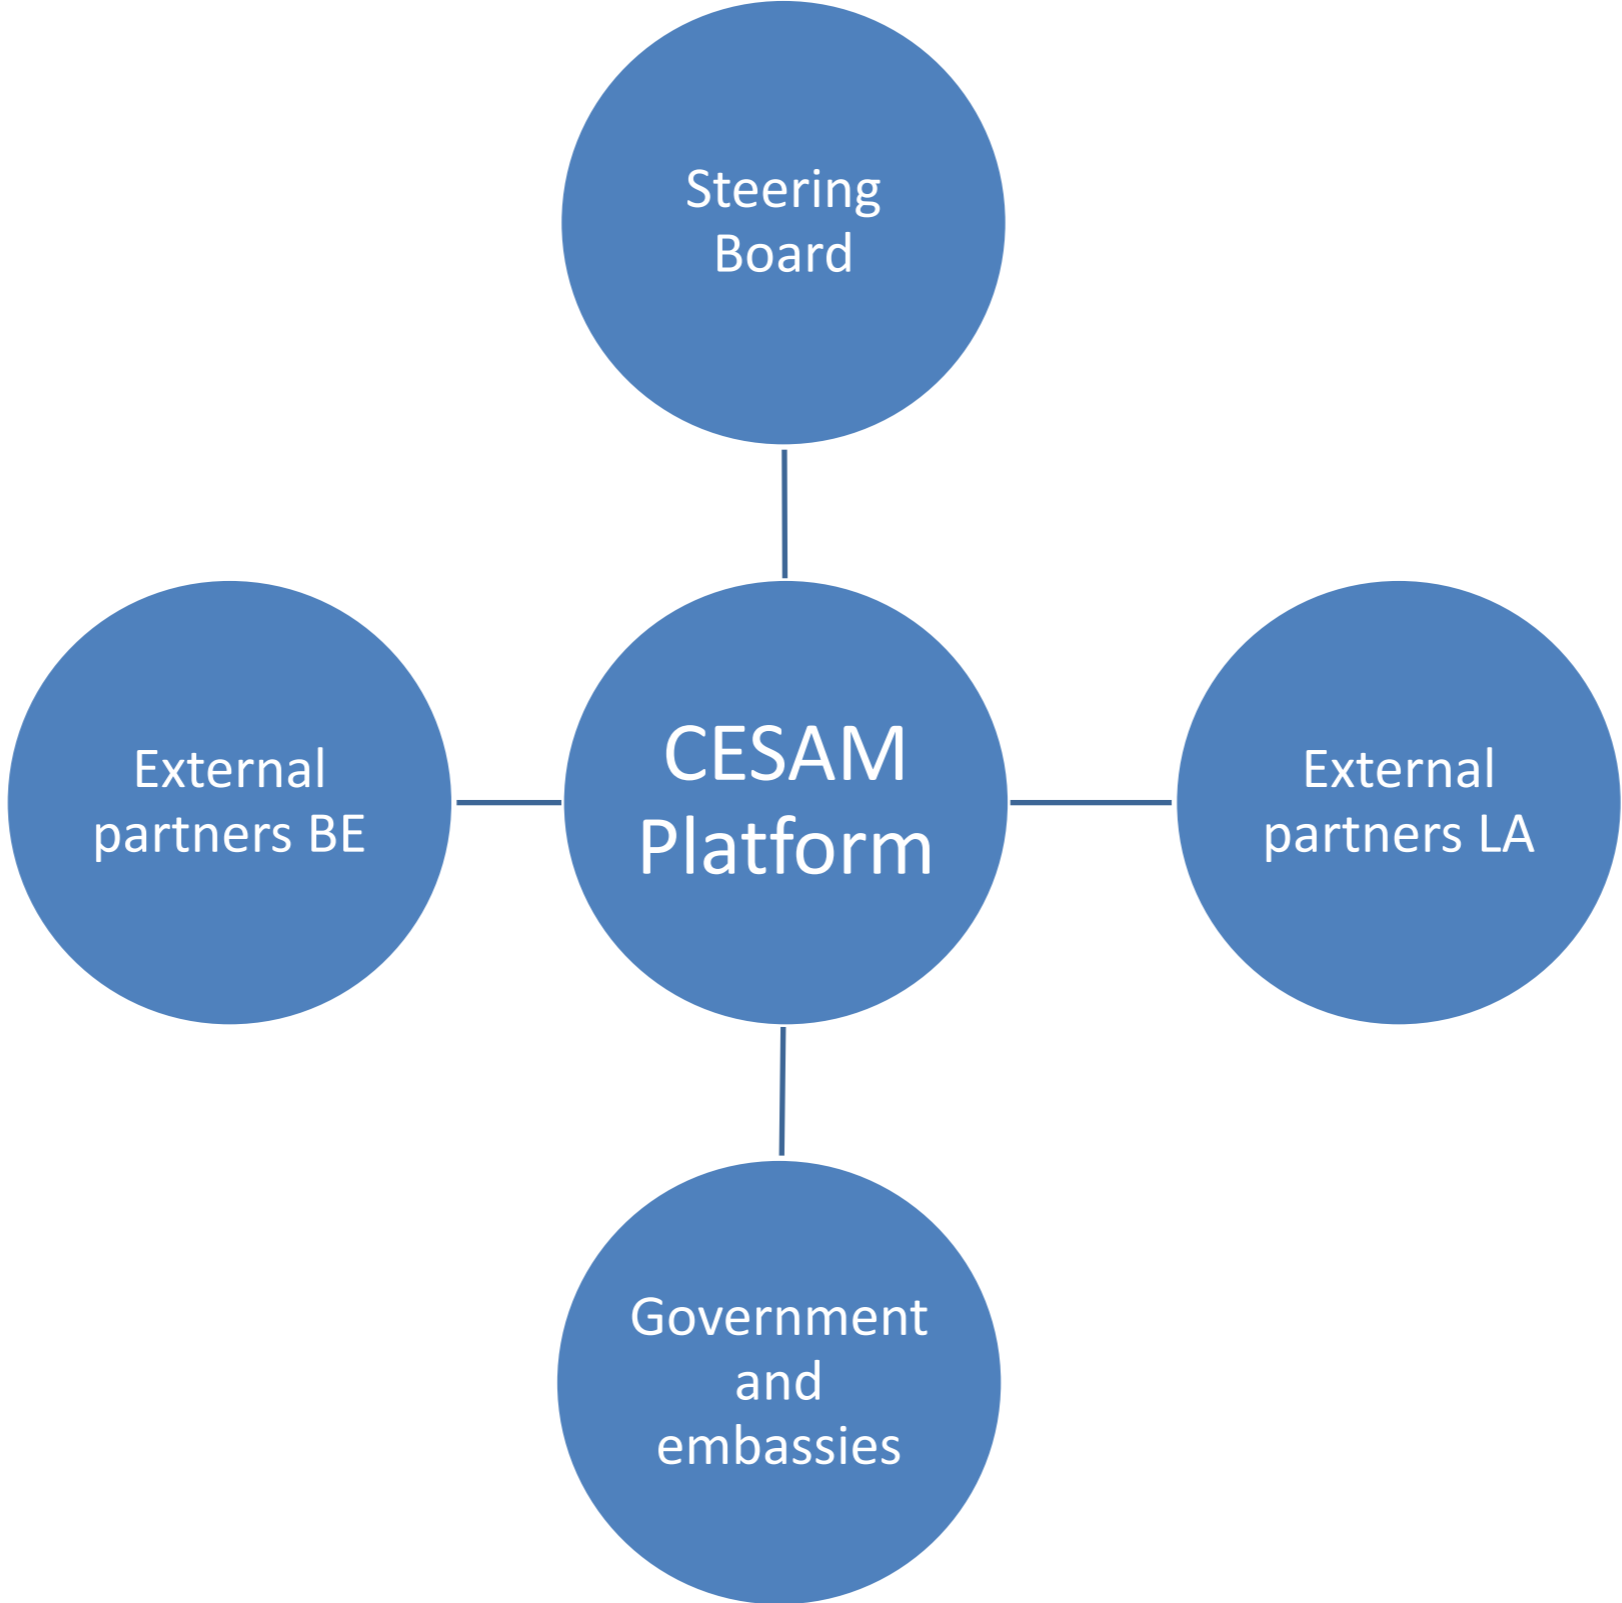 Steering
Board
External
partners BE
CESAM
Platform
External
partners LA
Government
and
embassies